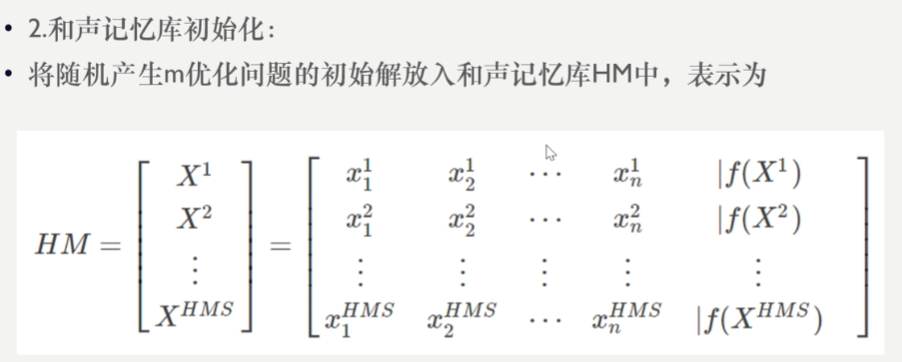 • 2.和声记忆库初始化：
• 将随机产生m优化问题的初始解放入和声记忆库HM中，表示为
$HM = \begin{bmatrix} X^1 \\ X^2 \\ \vdots \\ X^{HMS} \end{bmatrix} = \begin{bmatrix} x_1^1 & x_2^1 & \cdots & x_n^1 & |f(X^1) \\ x_1^2 & x_2^2 & \cdots & x_n^2 & |f(X^2) \\ \vdots & \vdots & \vdots & \vdots & \vdots \\ x_1^{HMS} & x_2^{HMS} & \cdots & x_n^{HMS} & |f(X^{HMS}) \end{bmatrix}$